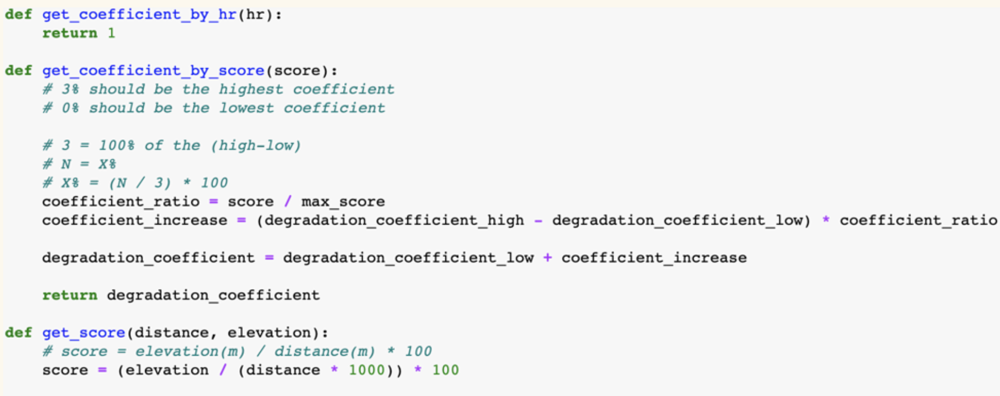 def get_coefficient_by_hr(hr):
    return 1

def get_coefficient_by_score(score):
    # 3% should be the highest coefficient
    # 0% should be the lowest coefficient

    # 3 = 100% of the (high-low)
    # N = X%
    # X% = (N / 3) * 100
    coefficient_ratio = score / max_score
    coefficient_increase = (degradation_coefficient_high - degradation_coefficient_low) * coefficient_ratio

    degradation_coefficient = degradation_coefficient_low + coefficient_increase

    return degradation_coefficient

def get_score(distance, elevation):
    # score = elevation(m) / distance(m) * 100
    score = (elevation / (distance * 1000)) * 100